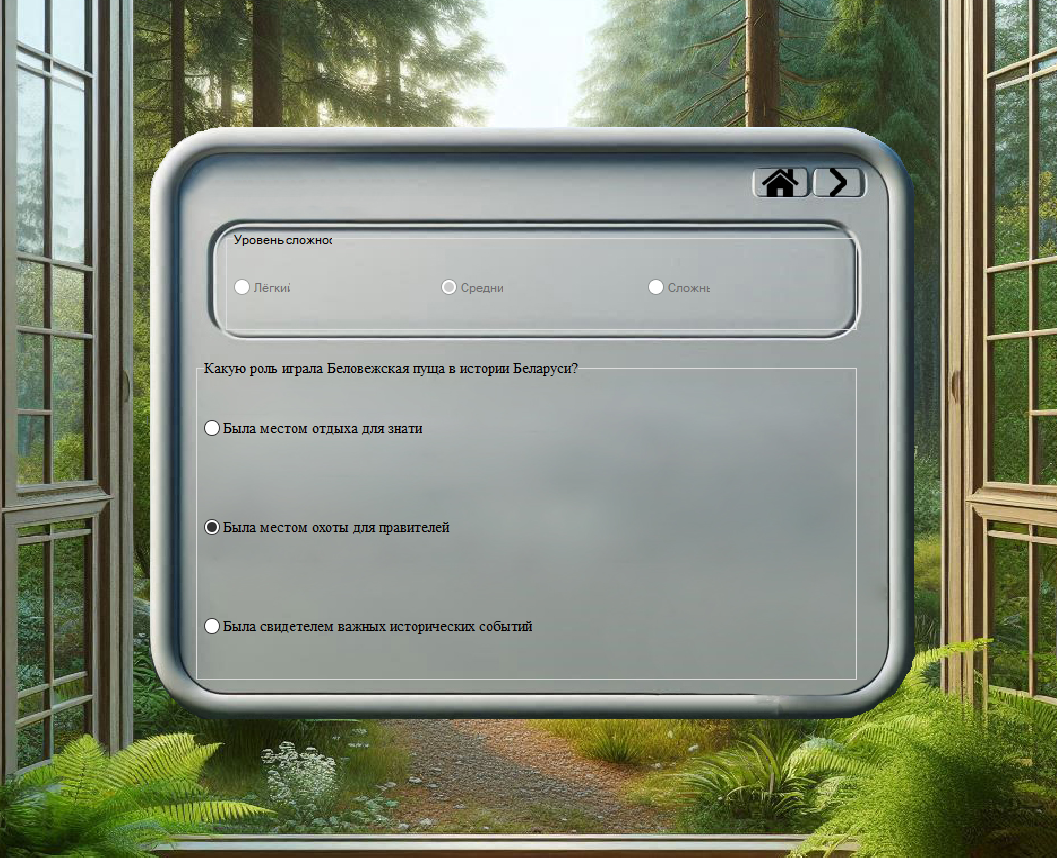 Уровень сложнос
Лёгкий
Средни
Сложнь
Какую роль играла Беловежская пуща в истории Беларуси?
Была местом отдыха для знати
Была местом охоты для правителей
Была свидетелем важных исторических событий